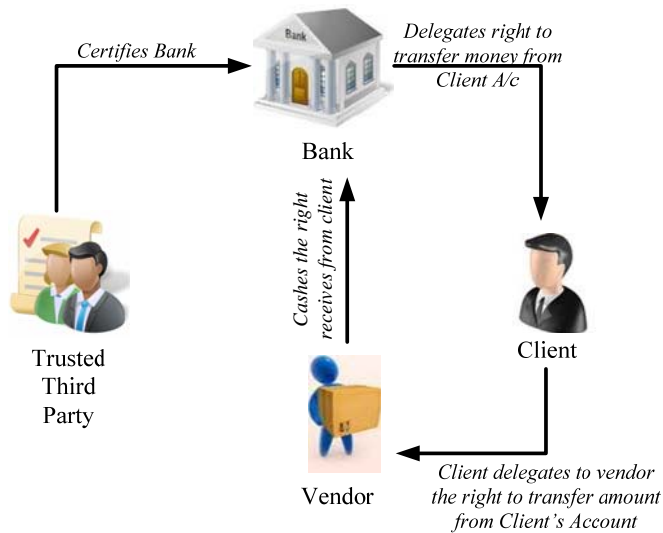 Certifies Bank
Bank
Delegates right to
transfer money from
Client A/c
Bank
Cashes the right
receives from client
Trusted
Third
Party
Client
Vendor
Client delegates to vendor
the right to transfer amount
from Client's Account